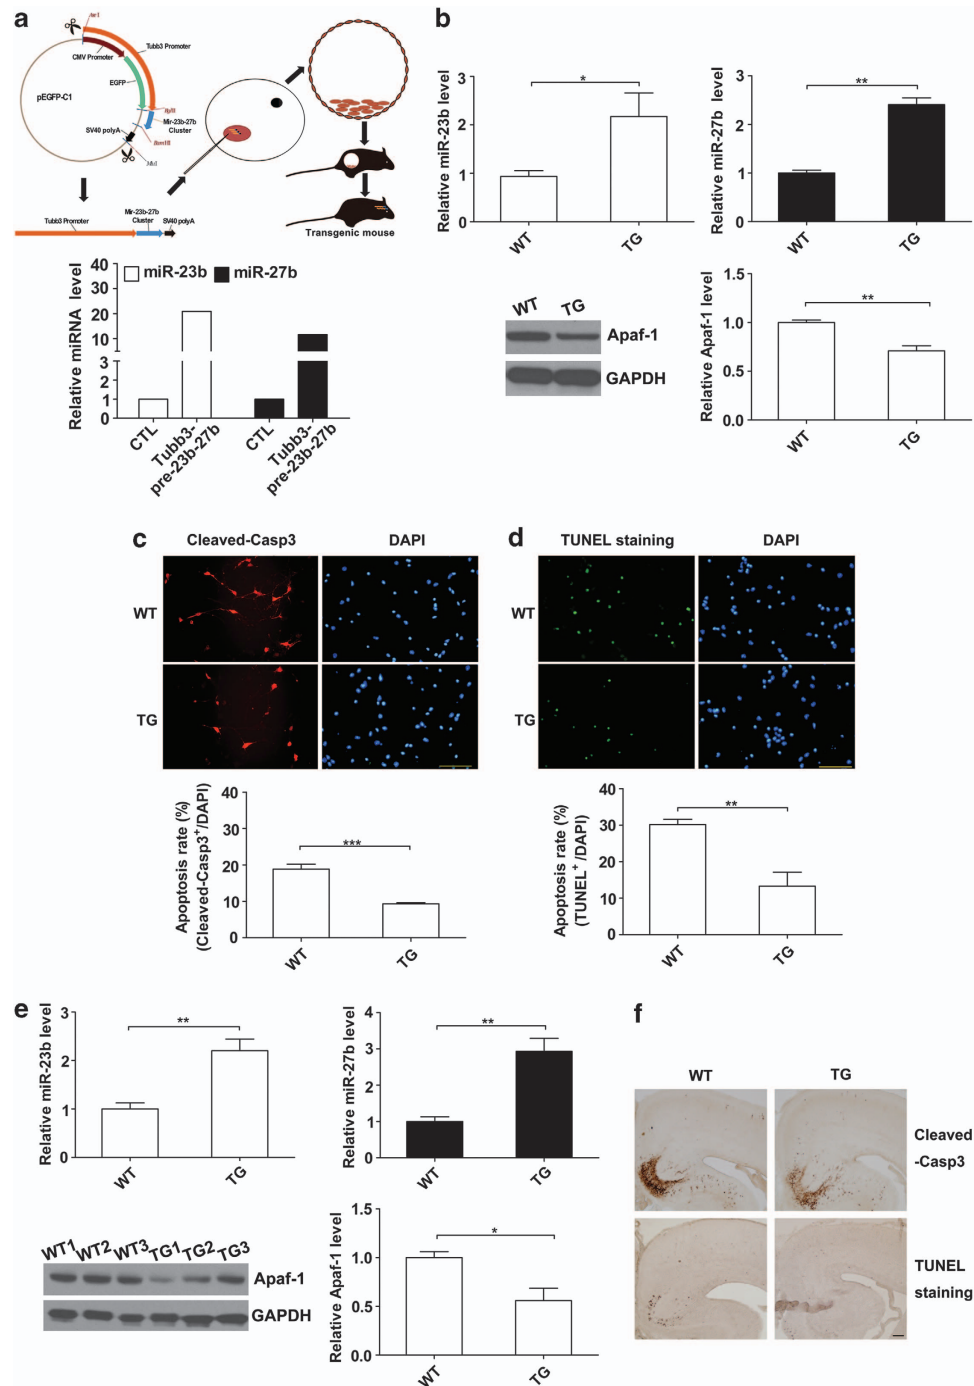 a
AseI
Tubb3 Promoter
CMV Promoter
EGFP
pEGFP-C1
BglII
Mir-23b-27b
Cluster
SV40 polyA
BamHI
MluI
Tubb3 Promoter
Mir-23b-27b
Cluster
SV40 polyA
Transgenic mouse
Relative miRNA level
40
30
20
10
3
2
1
0
miR-23b
miR-27b
CTL
Tubb3-
pre-23b-27b
CTL
Tubb3-
pre-23b-27b
b
Relative miR-23b level
3
2
1
0
*
WT
TG
Relative miR-27b level
3
2
1
0
**
WT
TG
WT
TG
Apaf-1
GAPDH
Relative Apaf-1 level
1.5
1.0
0.5
0.0
**
WT
TG
c
Cleaved-Casp3
DAPI
WT
TG
Apoptosis rate (%)
(Cleaved-Casp3+/DAPI)
40
30
20
10
0
***
WT
TG
d
TUNEL staining
DAPI
WT
TG
Apoptosis rate (%)
(TUNEL+ /DAPI)
40
30
20
10
0
**
WT
TG
e
Relative miR-23b level
3
2
1
0
**
WT
TG
Relative miR-27b level
4
3
2
1
0
**
WT
TG
WT1
WT2
WT3
TG1
TG2
TG3
Apaf-1
GAPDH
Relative Apaf-1 level
1.5
1.0
0.5
0.0
*
WT
TG
f
WT
TG
Cleaved
-Casp3
TUNEL
staining